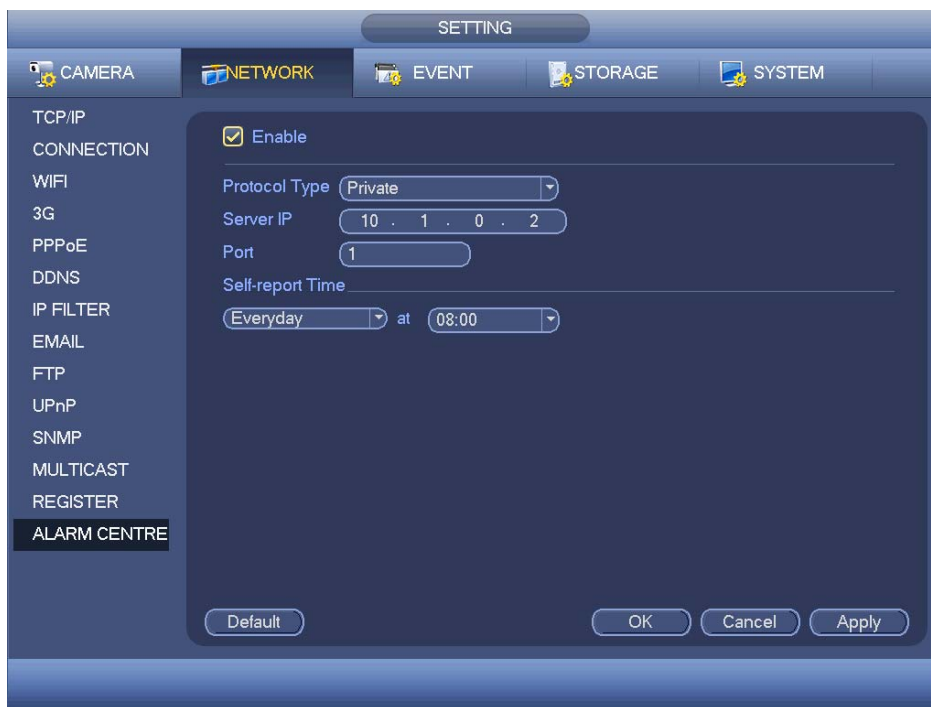 SETTING
CAMERA NETWORK EVENT STORAGE SYSTEM
TCP/IP
CONNECTION
WIFI
3G
PPPoE
DDNS
IP FILTER
EMAIL
FTP
UPnP
SNMP
MULTICAST
REGISTER
ALARM CENTRE
Enable
Protocol Type Private
Server IP 10 . 1 . 0 . 2
Port 1
Self-report Time
Everyday at 08:00
Default OK Cancel Apply